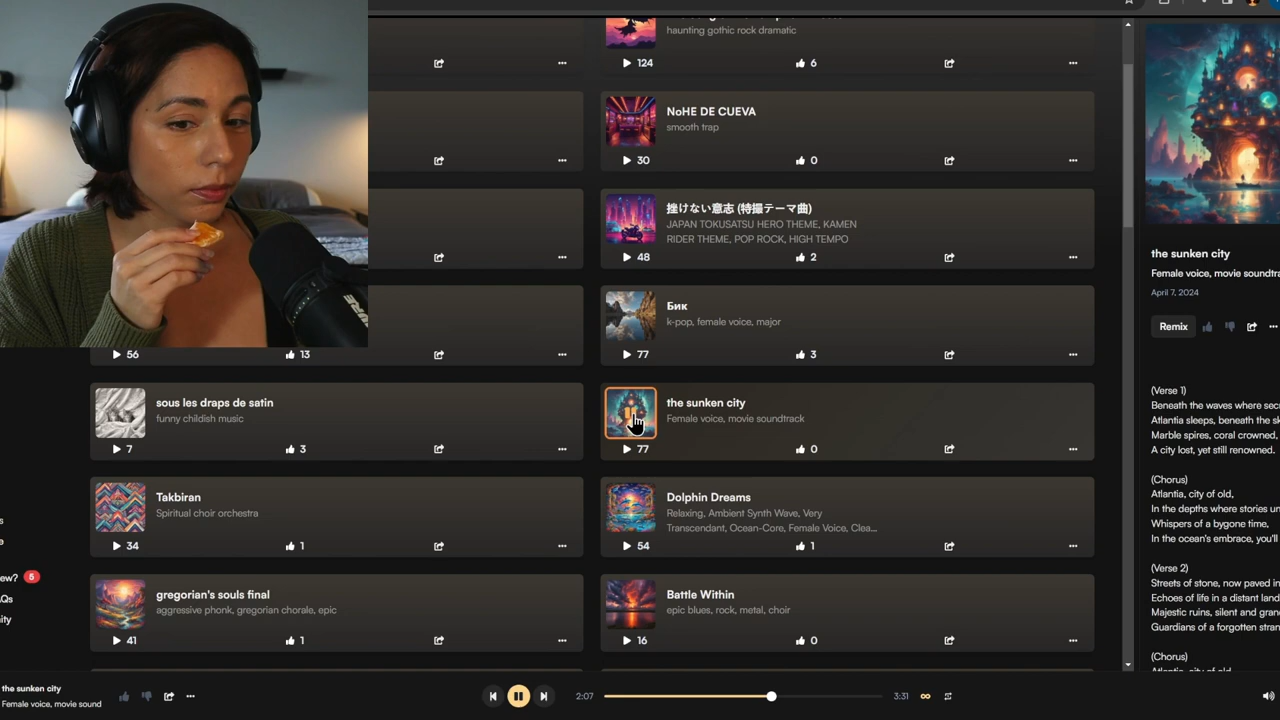 haunting gothic rock dramatic
124
6
NoHE DE CUEVA
smooth trap
30
0
挫けない意志 (特撮テーマ曲)
JAPAN TOKUSATSU HERO THEME, KAMEN
RIDER THEME, POP ROCK, HIGH TEMPO
48
2
56
13
Бик
k-pop, female voice, major
77
3
sous les draps de satin
funny childish music
7
3
the sunken city
Female voice, movie soundtrack
77
0
Takbiran
Spiritual choir orchestra
34
1
Dolphin Dreams
Relaxing, Ambient Synth Wave, Very
Transcendent, Ocean-Core, Female Voice, Clea...
54
1
gregorian's souls final
aggressive phonk, gregorian chorale, epic
41
1
Battle Within
epic blues, rock, metal, choir
16
0
ew? 5
Qs
the sunken city
Female voice, movie soundtra
April 7, 2024
Remix
(Verse 1)
Beneath the waves where sec
Atlantia sleeps, beneath the sk
Marble spires, coral crowned,
A city lost, yet still renowned.
(Chorus)
Atlantia, city of old,
In the depths where stories un
Whispers of a bygone time,
In the ocean's embrace, you'll
(Verse 2)
Streets of stone, now paved in
Echoes of life in a distant land
Majestic ruins, silent and gran
Guardians of a forgotten stran
(Chorus)
the sunken city
Female voice, movie sound
2:07
3:31